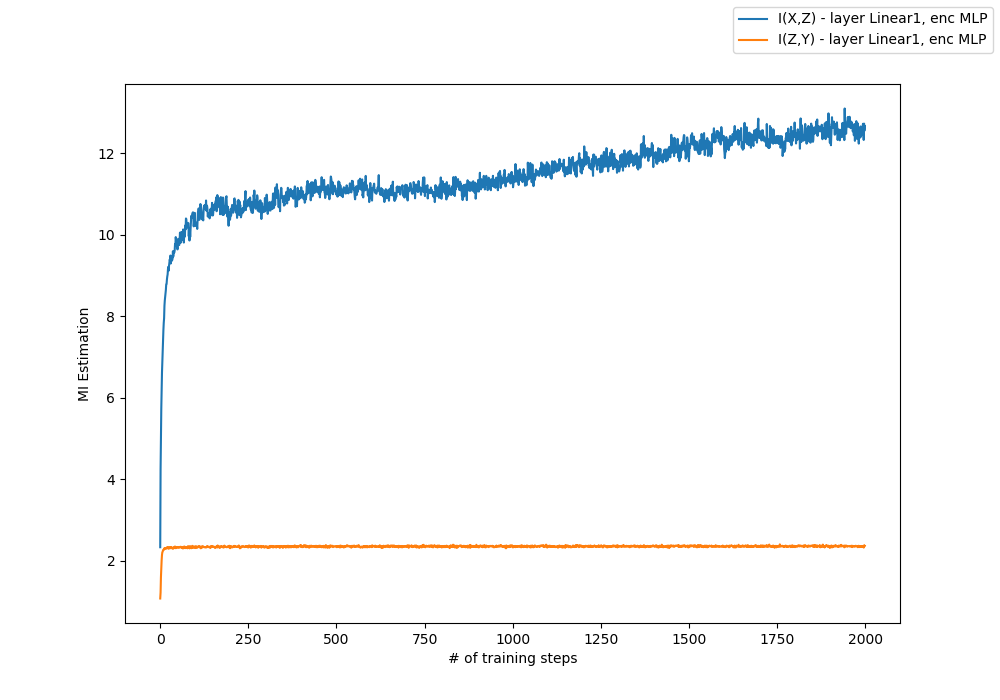 I(X,Z) - layer Linear1, enc MLP
I(Z,Y) - layer Linear1, enc MLP
12
10
8
6
4
2
MI Estimation
0 250 500 750 1000 1250 1500 1750 2000
# of training steps